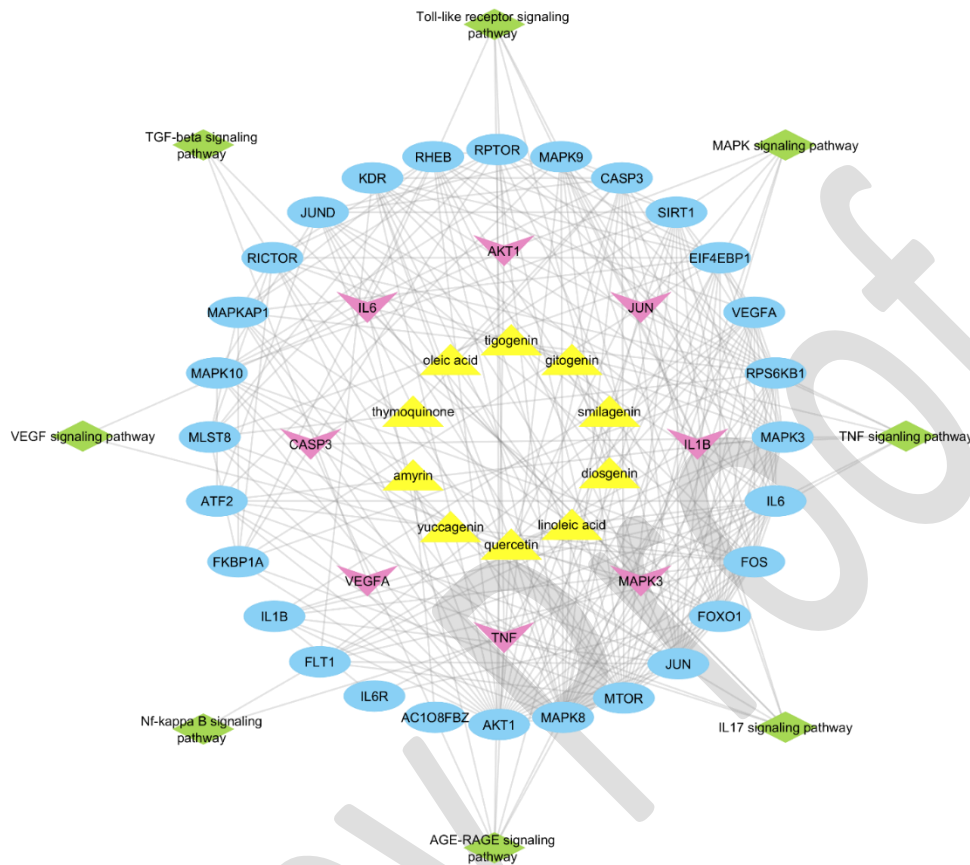 Toll-like receptor signaling
pathway
TGF-beta signaling
pathway
MAPK signaling pathway
RHEB
RPTOR
MAPK9
KDR
CASP3
JUND
SIRT1
RICTOR
AKT1
EIF4EBP1
MAPKAP1
IL6
JUN
VEGFA
tigogenin
oleic acid
gitogenin
MAPK10
RPS6KB1
thymoquinone
smilagenin
VEGF signaling pathway
MLST8
CASP3
IL1B
MAPK3
TNF siganling pathway
amyrin
diosgenin
ATF2
IL6
yuccagenin
linoleic acid
quercetin
FKBP1A
FOS
VEGFA
MAPK3
IL1B
FOXO1
TNF
FLT1
JUN
IL6R
MTOR
AC1O8FBZ
AKT1
MAPK8
Nf-kappa B signaling
pathway
IL17 signaling pathway
AGE-RAGE signaling
pathway